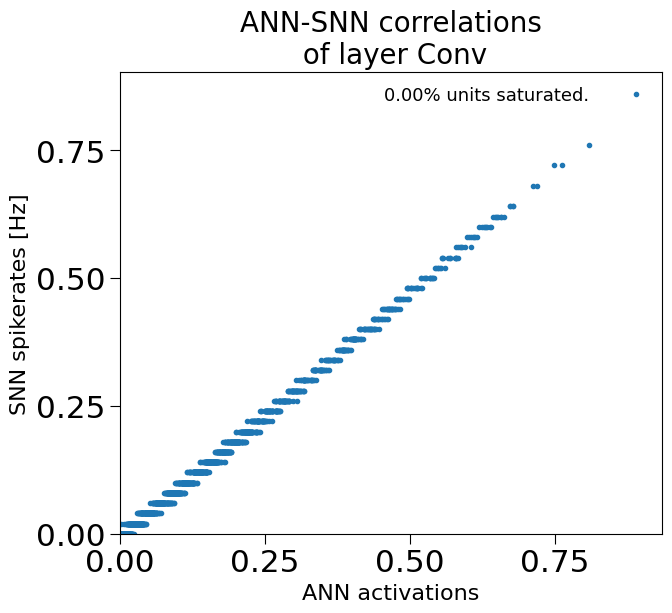 ANN-SNN correlations
of layer Conv
0.00% units saturated.
SNN spikerates [Hz]
0.75
0.50
0.25
0.00
0.00 0.25 0.50 0.75
ANN activations